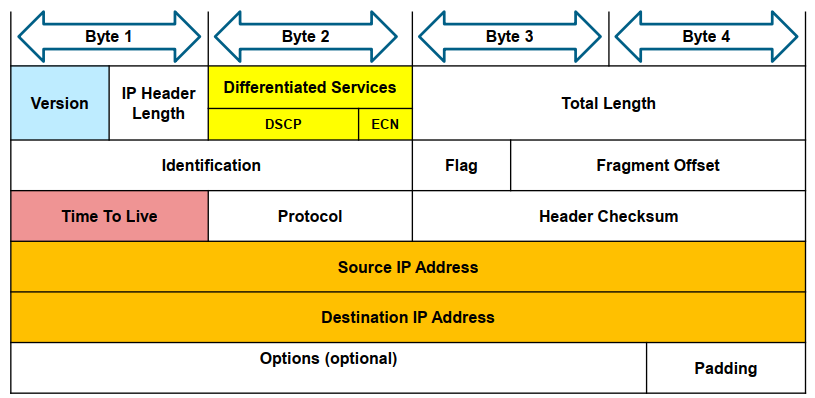 Byte 1
Byte 2
Byte 3
Byte 4
Version
IP Header
Length
Differentiated Services
DSCP
ECN
Total Length
Identification
Flag
Fragment Offset
Time To Live
Protocol
Header Checksum
Source IP Address
Destination IP Address
Options (optional)
Padding